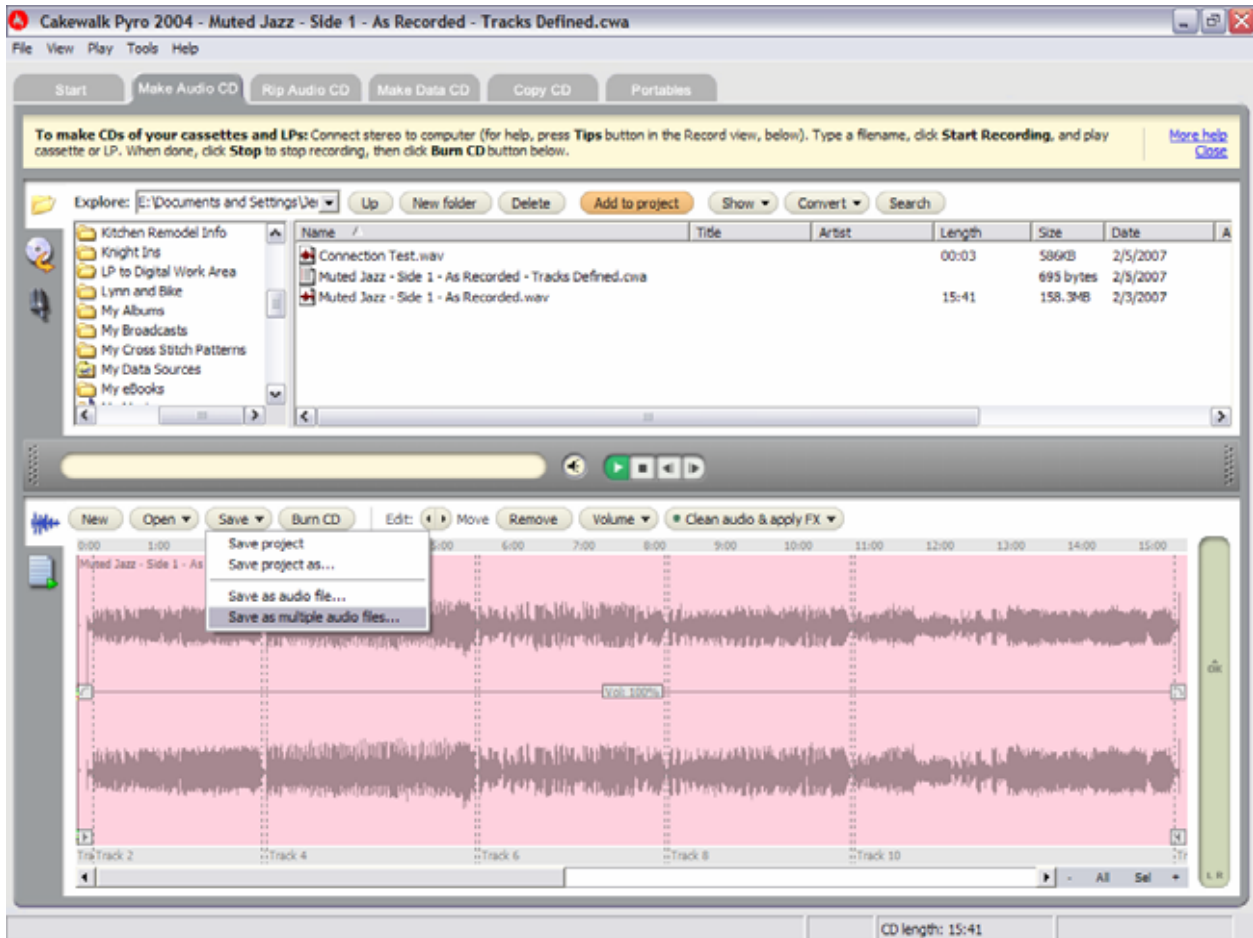 Cakewalk Pyro 2004 - Muted Jazz - Side 1 - As Recorded - Tracks Defined.cwa
File View Play Tools Help
Start Make Audio CD Rip Audio CD Make Data CD Copy CD Portables
To make CDs of your cassettes and LPs: Connect stereo to computer (for help, press Tips button in the Record view, below). Type a filename, click Start Recording, and play More help
cassette or LP. When done, click Stop to stop recording, then click Burn CD button below. Close
Explore: E:\Documents and Settings\Je Up New folder Delete Add to project Show Convert Search
Kitchen Remodel Info Name Title Artist Length Size Date A
Knight Ins Connection Test.wav 00:03 586KB 2/5/2007
LP to Digital Work Area Muted Jazz - Side 1 - As Recorded - Tracks Defined.cwa 695 bytes 2/5/2007
Lynn and Bike Muted Jazz - Side 1 - As Recorded.wav 15:41 158.3MB 2/3/2007
My Albums
My Broadcasts
My Cross Stitch Patterns
My Data Sources
My eBooks
New Open Save Burn CD Edit: Move Remove Volume Clean audio & apply FX
0:00 1:00 5:00 6:00 7:00 8:00 9:00 10:00 11:00 12:00 13:00 14:00 15:00
Muted Jazz - Side 1 - As
Save project
Save project as...
Save as audio file...
Save as multiple audio files...
Vol: 100%
ok
Tra Track 2 Track 4 Track 6 Track 8 Track 10 Tr
- All Sel + L R
CD length: 15:41